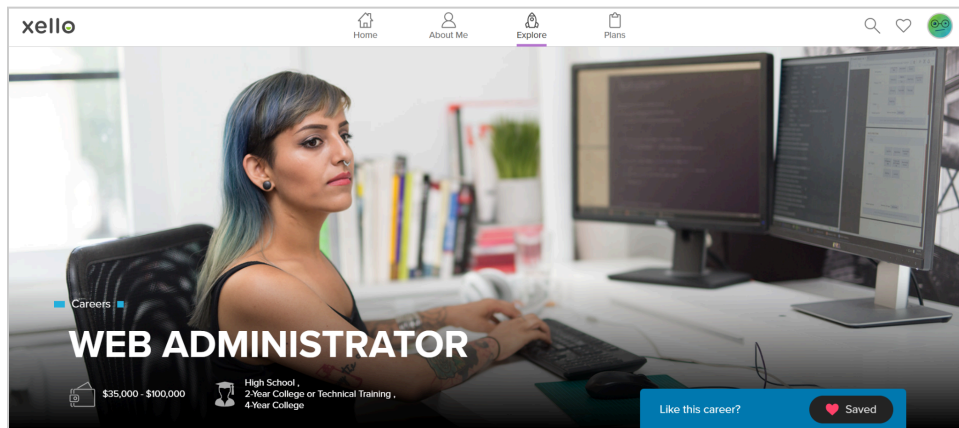 xello
Home
About Me
Explore
Plans
Careers
WEB ADMINISTRATOR
$35,000 - $100,000
High School ,
2-Year College or Technical Training ,
4-Year College
Like this career?
Saved